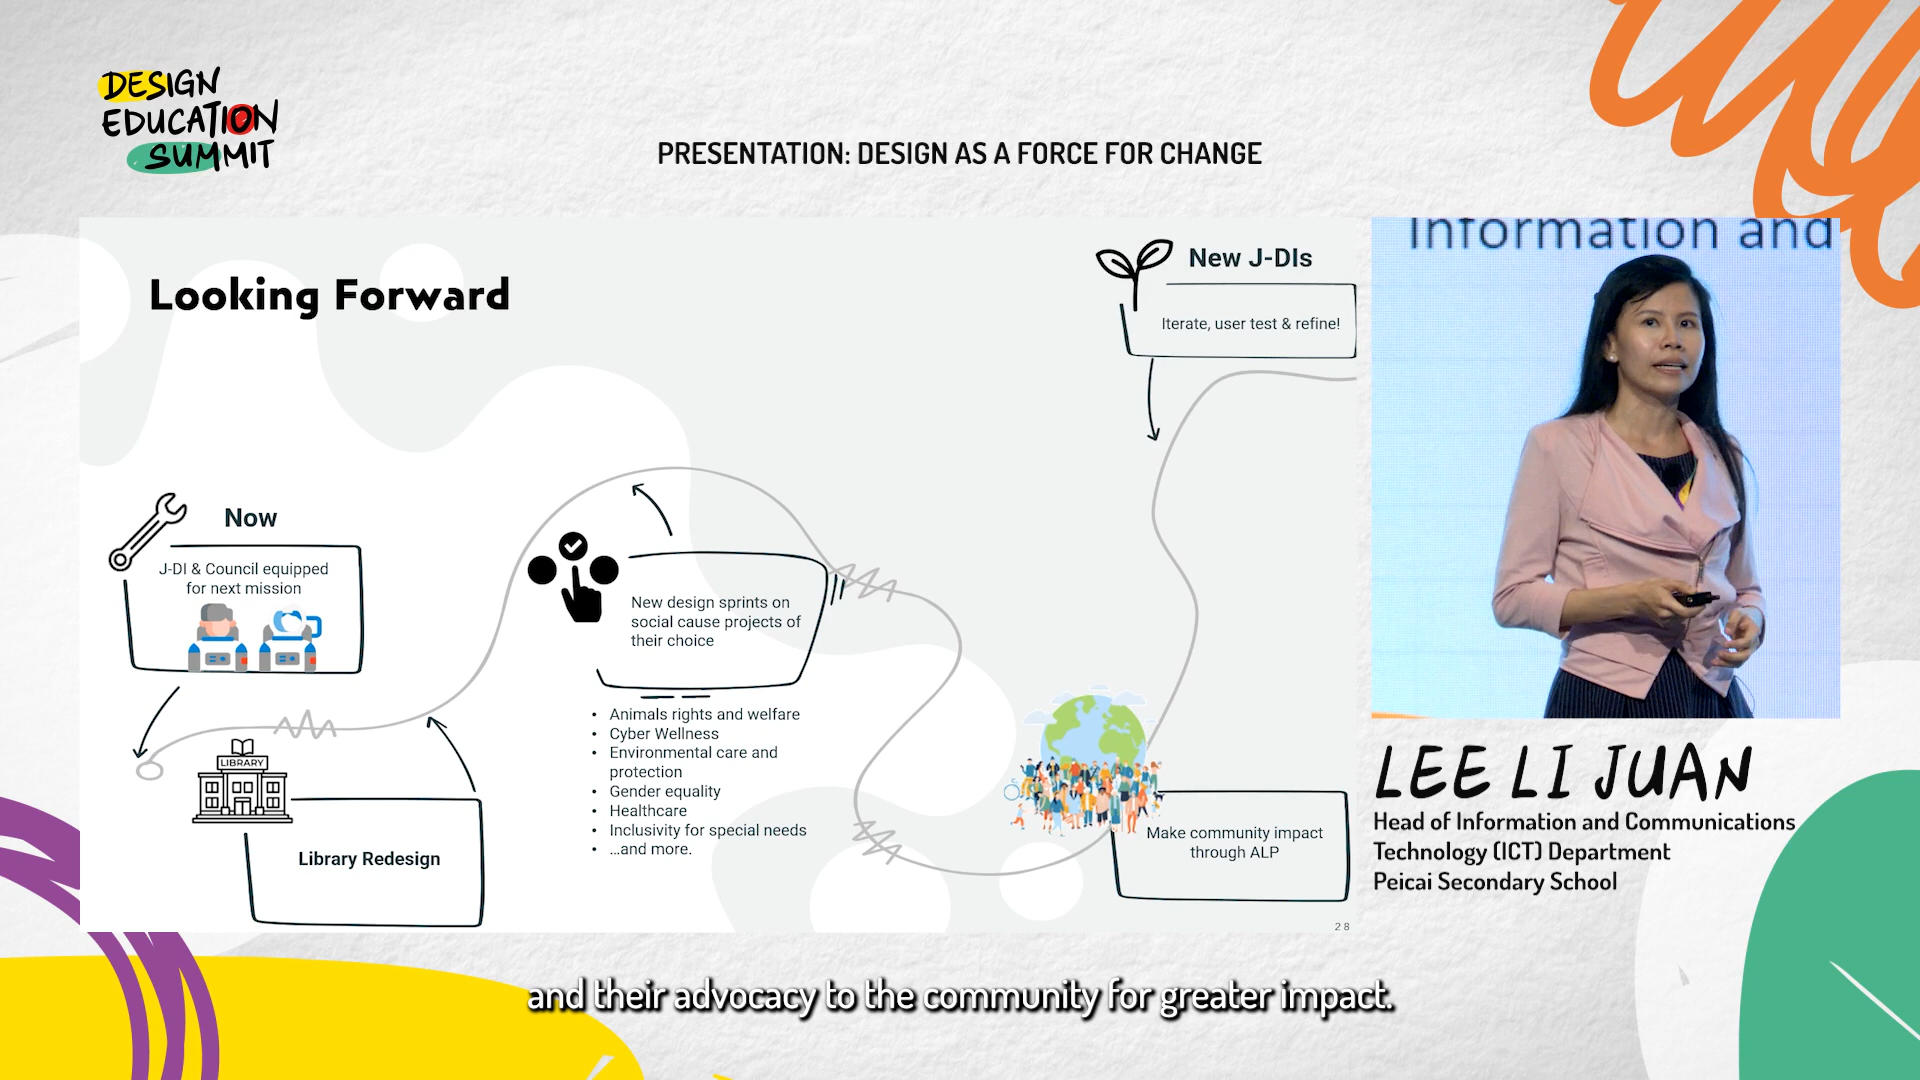 DESIGN
EDUCATION
SUMMIT
PRESENTATION: DESIGN AS A FORCE FOR CHANGE
Looking Forward
New J-DIs
Iterate, user test & refine!
Now
J-DI & Council equipped
for next mission
New design sprints on
social cause projects of
their choice
Animals rights and welfare
Cyber Wellness
Environmental care and
protection
Gender equality
Healthcare
Inclusivity for special needs
...and more.
LIBRARY
Library Redesign
Make community impact
through ALP
28
Information and
LEE LI JUAN
Head of Information and Communications
Technology (ICT) Department
Peicai Secondary School
and their advocacy to the community for greater impact.